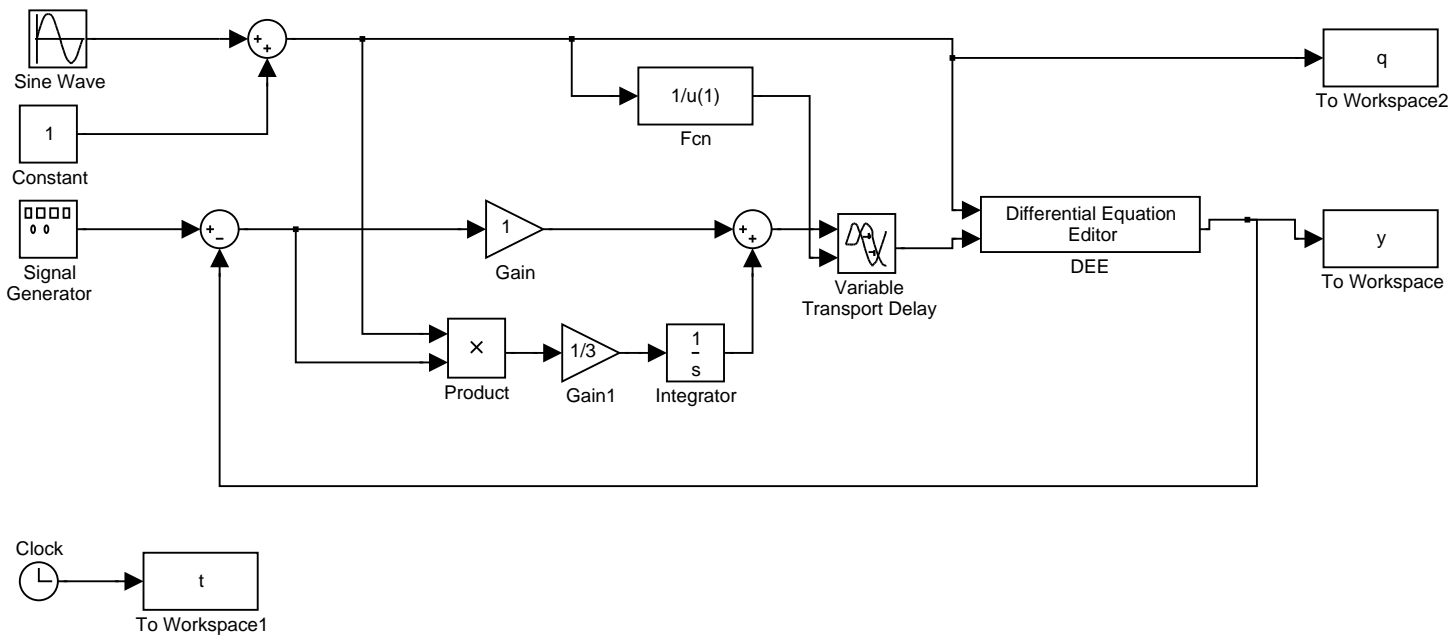 Sine Wave
+
+
1/u(1)
Fcn
q
To Workspace2
1
Constant
Signal
Generator
+
−
1
Gain
+
+
Variable
Transport Delay
Differential Equation
Editor
DEE
y
To Workspace
×
Product
1/3
Gain1
1
s
Integrator
Clock
t
To Workspace1